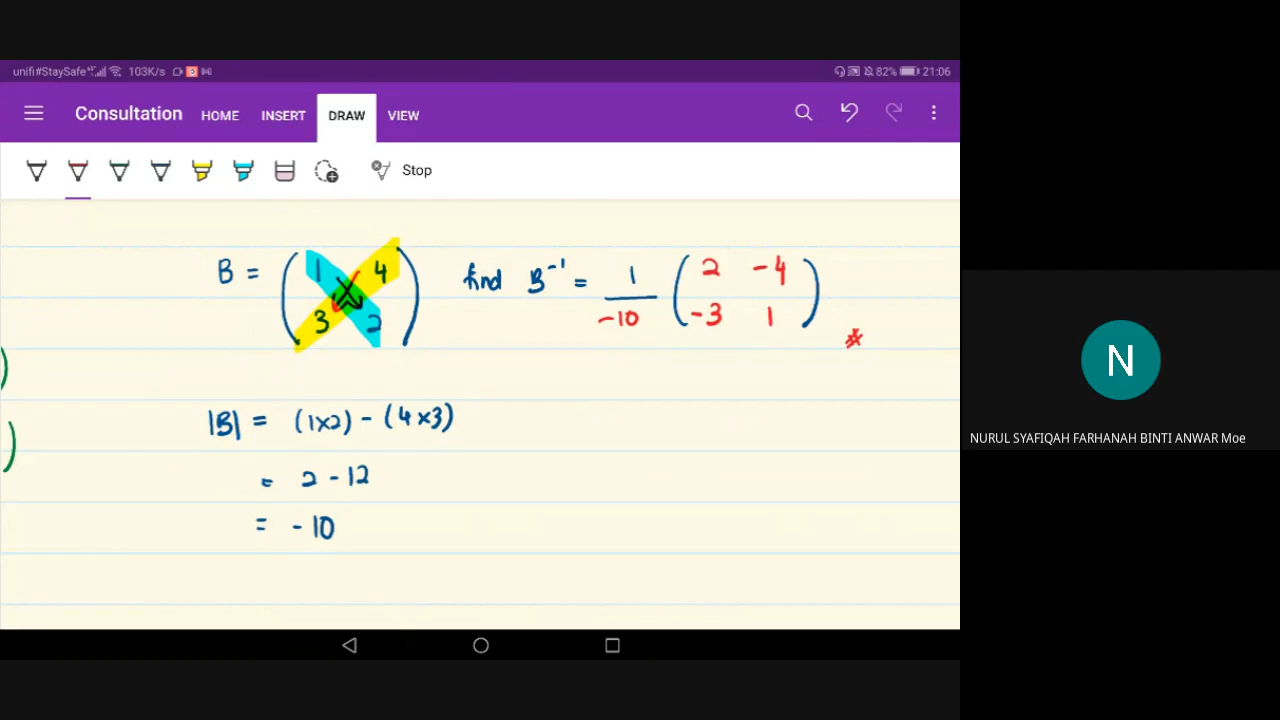 unifi#StaySafe 4G 103K/s 82% 21:06
Consultation HOME INSERT DRAW VIEW
Stop
B = ( 1 4 find B⁻¹ = 1 ( 2 -4 )
3 2 ) -10 -3 1 *
|B| = (1×2) - (4×3)
= 2 - 12
= - 10
N
NURUL SYAFIQAH FARHANAH BINTI ANWAR Moe